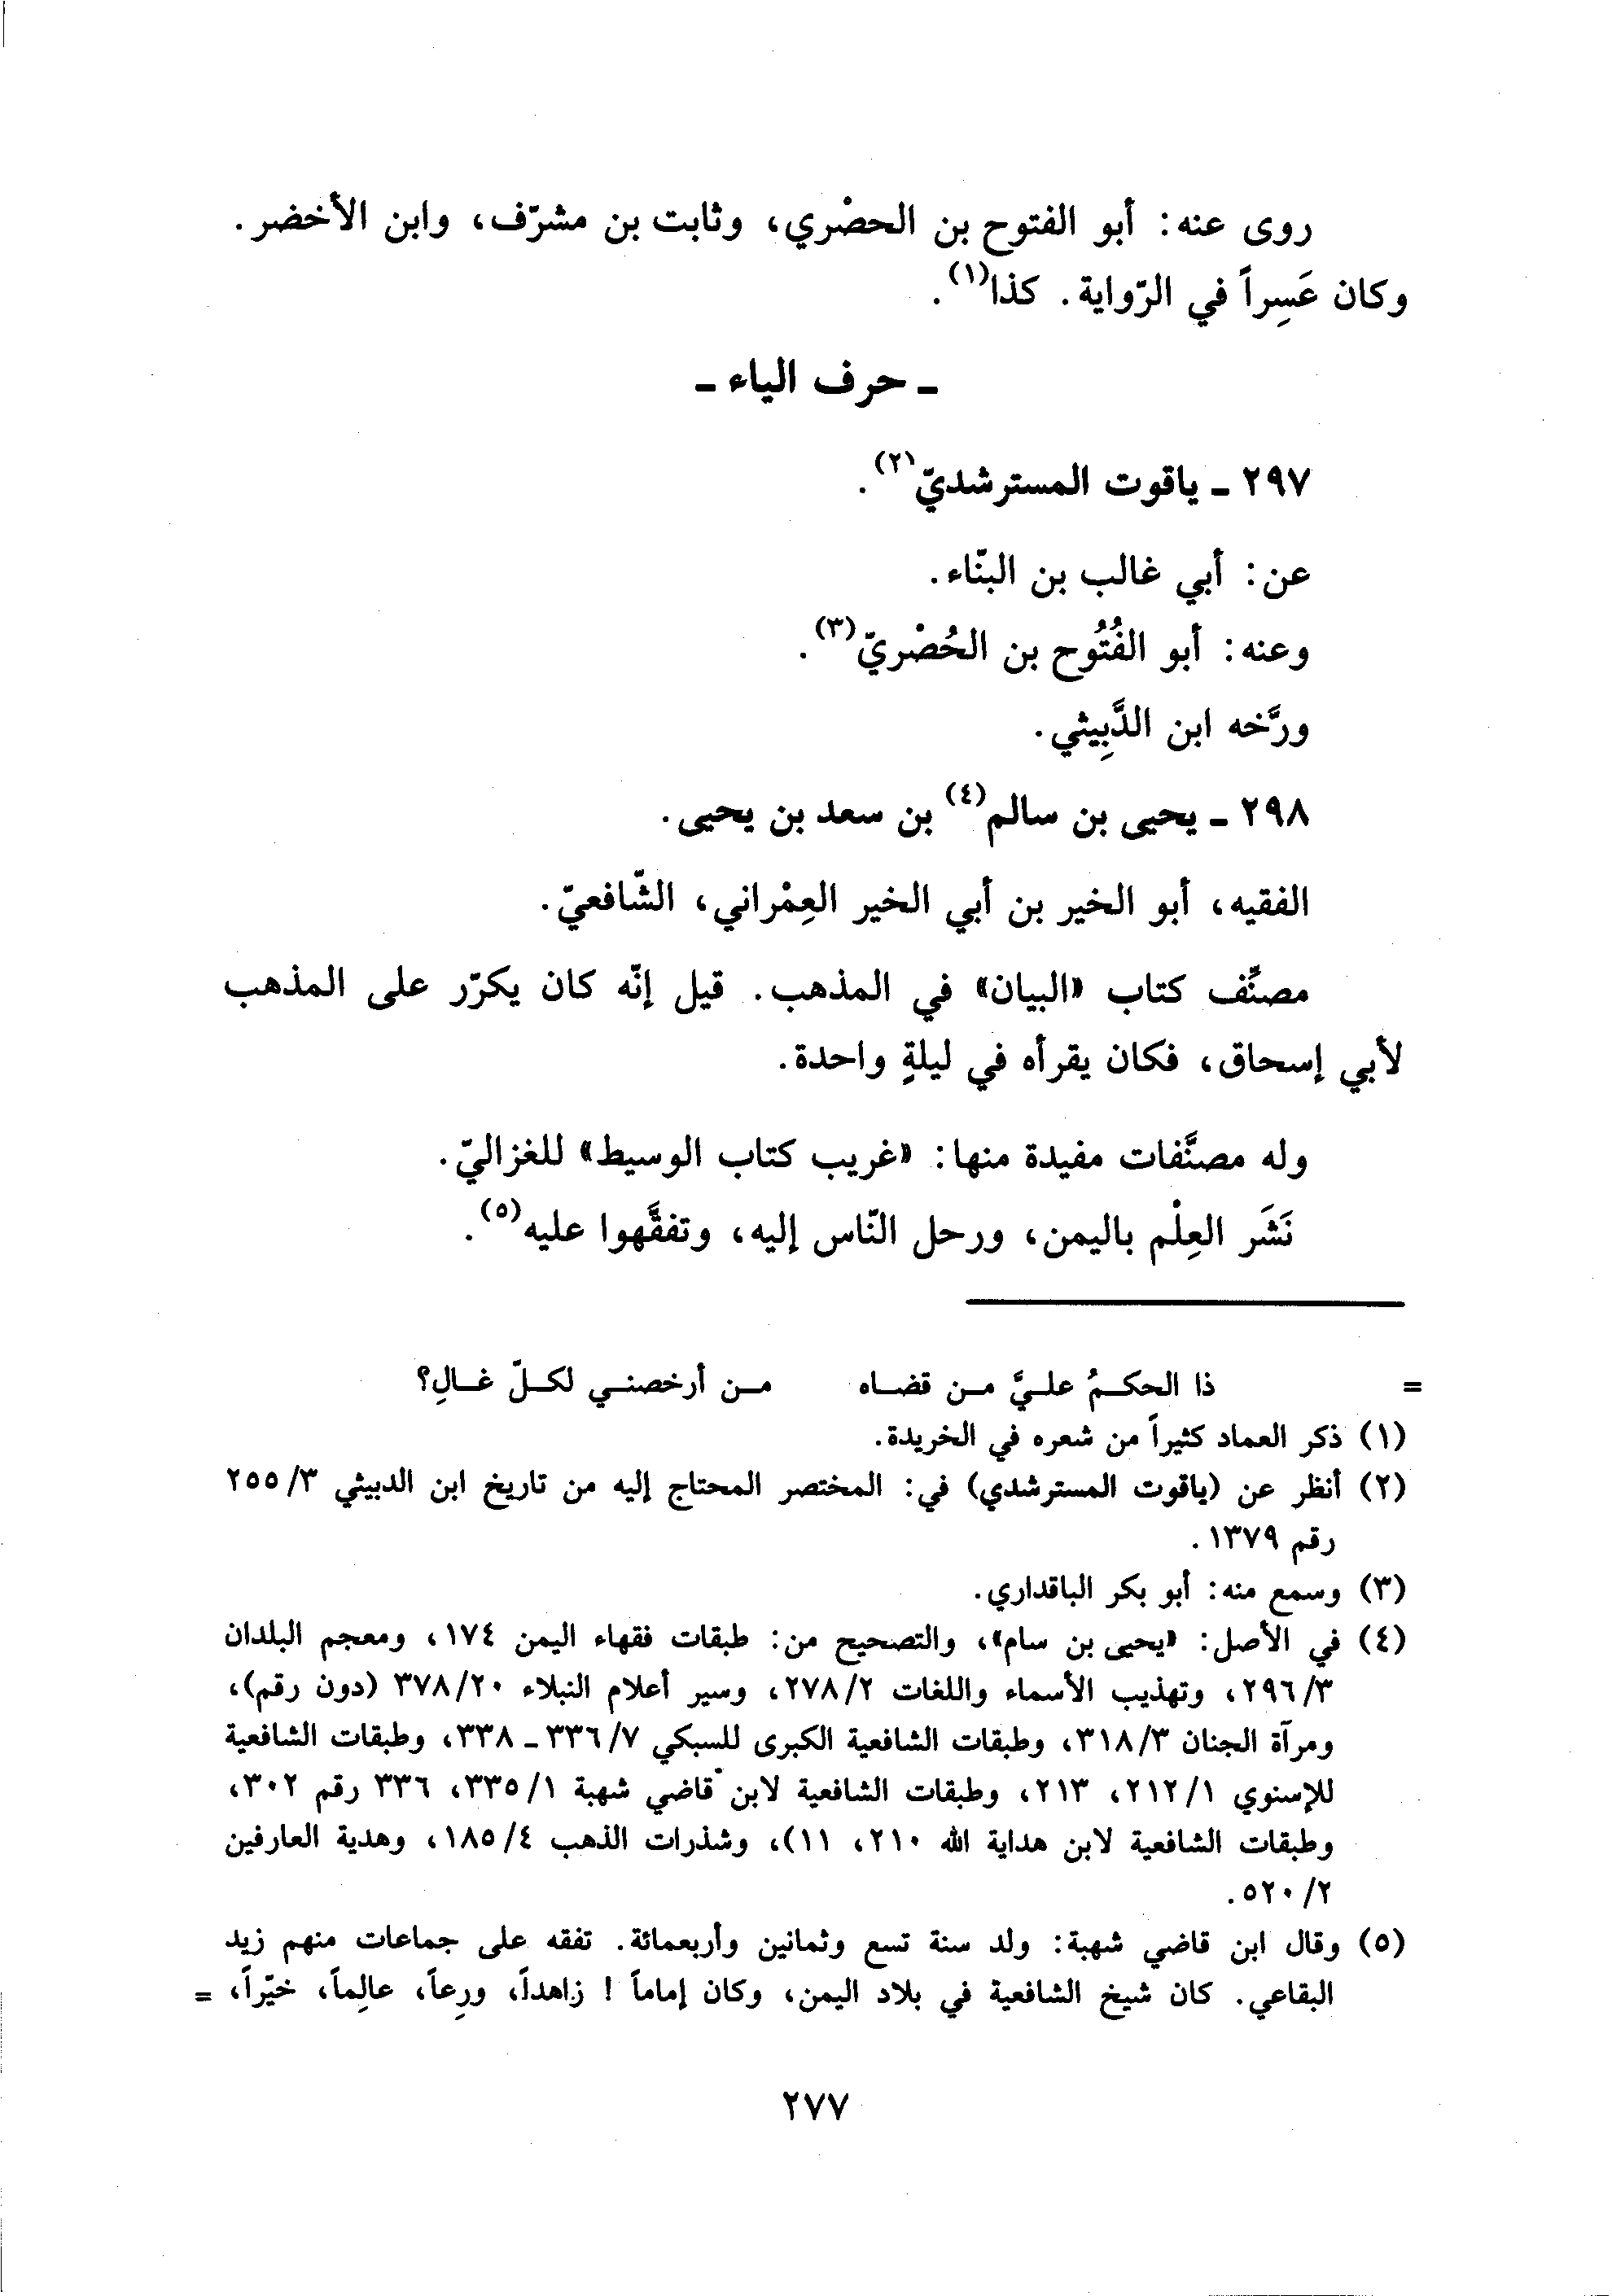 روى عنه: أبو الفتوح بن الحصْري، وثابت بن مشرّف، وابن الأخضر.
وكان عَسِراً في الرّواية. كذا(١).
ـ حرف الياء ـ
٢٩٧ ـ ياقوت المسترشديّ(٢).
عن: أبي غالب بن البنّاء.
وعنه: أبو الفُتُوح بن الحُصْريّ(٣).
ورَّخه ابن الدَّبِيثي.
٢٩٨ ـ يحيى بن سالم(٤) بن سعد بن يحيى.
الفقيه، أبو الخير بن أبي الخير العِمْراني، الشّافعيّ.
مصنِّف كتاب «البيان» في المذهب. قيل إنّه كان يكرّر على المذهب
لأبي إسحاق، فكان يقرأه في ليلةٍ واحدة.
وله مصنَّفات مفيدة منها: «غريب كتاب الوسيط» للغزاليّ.
نَشَر العِلْم باليمن، ورحل النّاس إليه، وتفقَّهوا عليه(٥).
= ذا الحكمُ عليَّ من قضاه من أرخصني لكلّ غالِ؟
(١) ذكر العماد كثيراً من شعره في الخريدة.
(٢) أنظر عن (ياقوت المسترشدي) في: المختصر المحتاج إليه من تاريخ ابن الدبيثي ٢٥٥/٣
رقم ١٣٧٩.
(٣) وسمع منه: أبو بكر الباقداري.
(٤) في الأصل: «يحيى بن سام»، والتصحيح من: طبقات فقهاء اليمن ١٧٤، ومعجم البلدان
٢٩٦/٣، وتهذيب الأسماء واللغات ٢٧٨/٢، وسير أعلام النبلاء ٣٧٨/٢٠ (دون رقم)،
ومرآة الجنان ٣١٨/٣، وطبقات الشافعية الكبرى للسبكي ٣٣٦/٧ ـ ٣٣٨، وطبقات الشافعية
للإسنوي ٢١٢/١، ٢١٣، وطبقات الشافعية لابن قاضي شهبة ٣٣٥/١، ٣٣٦ رقم ٣٠٢،
وطبقات الشافعية لابن هداية الله ٢١٠، ١١)، وشذرات الذهب ١٨٥/٤، وهدية العارفين
٥٢٠/٢.
(٥) وقال ابن قاضي شهبة: ولد سنة تسع وثمانين وأربعمائة. تفقه على جماعات منهم زيد
البقاعي. كان شيخ الشافعية في بلاد اليمن، وكان إماماً ! زاهداً، ورِعاً، عالِماً، خيّراً، =
٢٧٧